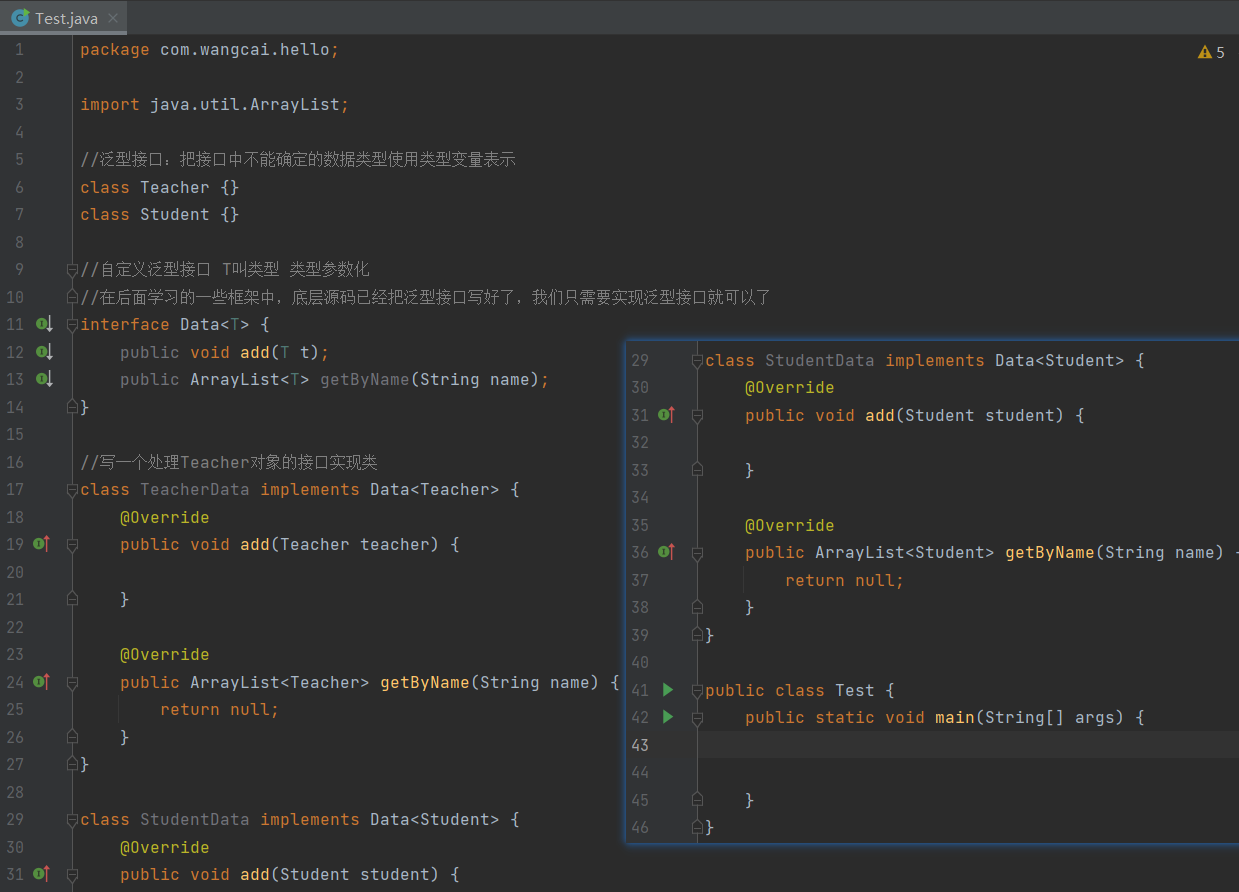 Test.java
5
1 package com.wangcai.hello;
2
3 import java.util.ArrayList;
4
5 //泛型接口：把接口中不能确定的数据类型使用类型变量表示
6 class Teacher {}
7 class Student {}
8
9 //自定义泛型接口 T叫类型 类型参数化
10 //在后面学习的一些框架中，底层源码已经把泛型接口写好了，我们只需要实现泛型接口就可以了
11 interface Data<T> {
12 public void add(T t);
13 public ArrayList<T> getByName(String name);
14 }
15
16 //写一个处理Teacher对象的接口实现类
17 class TeacherData implements Data<Teacher> {
18 @Override
19 public void add(Teacher teacher) {
20
21 }
22
23 @Override
24 public ArrayList<Teacher> getByName(String name) {
25 return null;
26 }
27 }
28
29 class StudentData implements Data<Student> {
30 @Override
31 public void add(Student student) {
29 class StudentData implements Data<Student> {
30 @Override
31 public void add(Student student) {
32
33 }
34
35 @Override
36 public ArrayList<Student> getByName(String name)
37 return null;
38 }
39 }
40
41 public class Test {
42 public static void main(String[] args) {
43
44
45 }
46 }